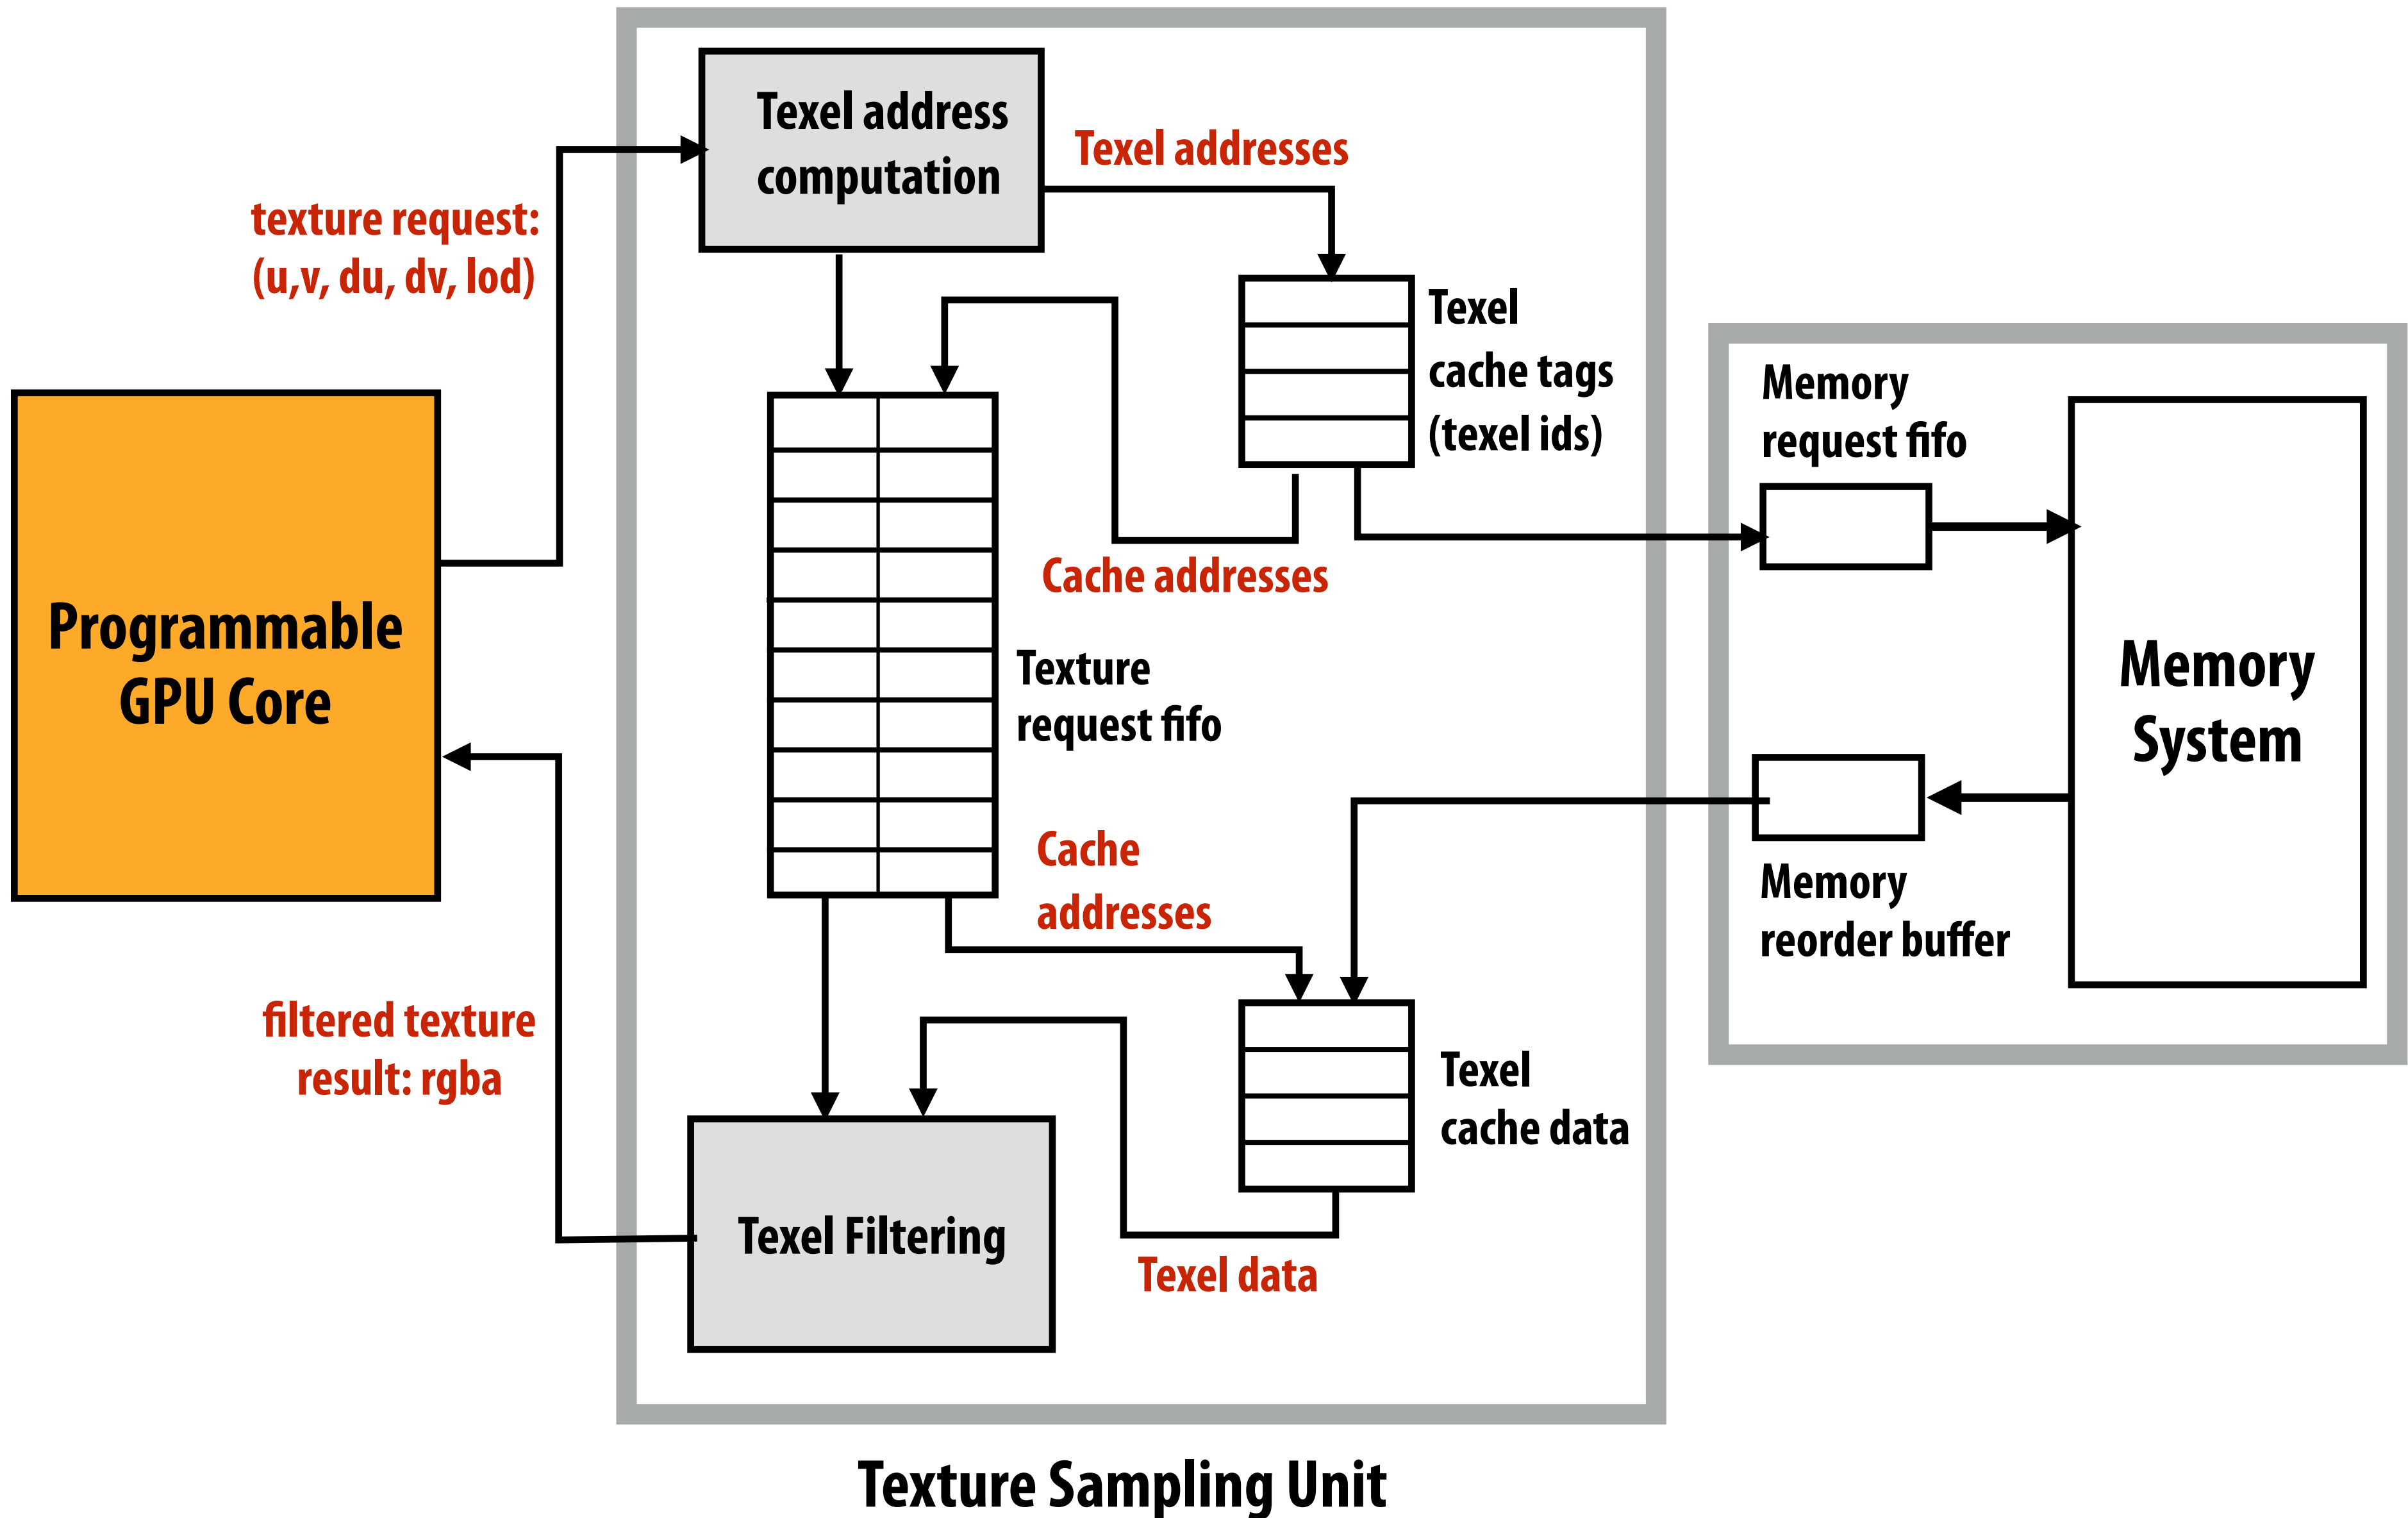 Texel address
computation
Texel addresses
texture request:
(u,v, du, dv, lod)
Texel
cache tags
(texel ids)
Memory
request fifo
Cache addresses
Programmable
GPU Core
Texture
request fifo
Memory
System
Cache
addresses
Memory
reorder buffer
filtered texture
result: rgba
Texel
cache data
Texel Filtering
Texel data
Texture Sampling Unit